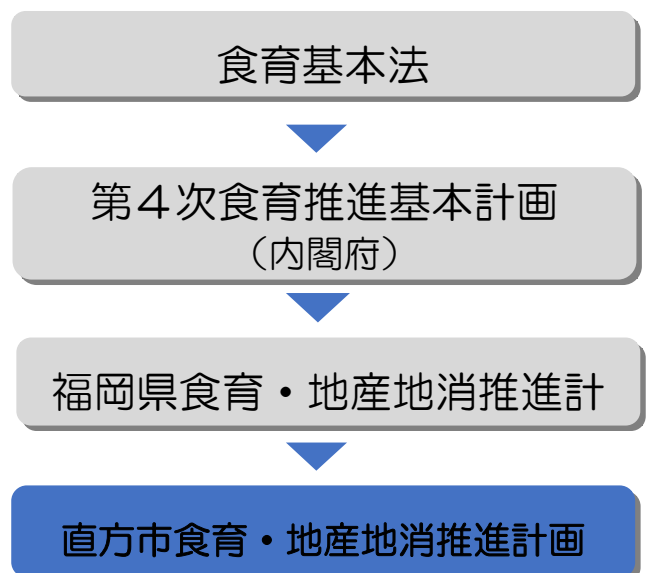 食育基本法
第４次食育推進基本計画
（内閣府）
福岡県食育・地産地消推進計
直方市食育・地産地消推進計画